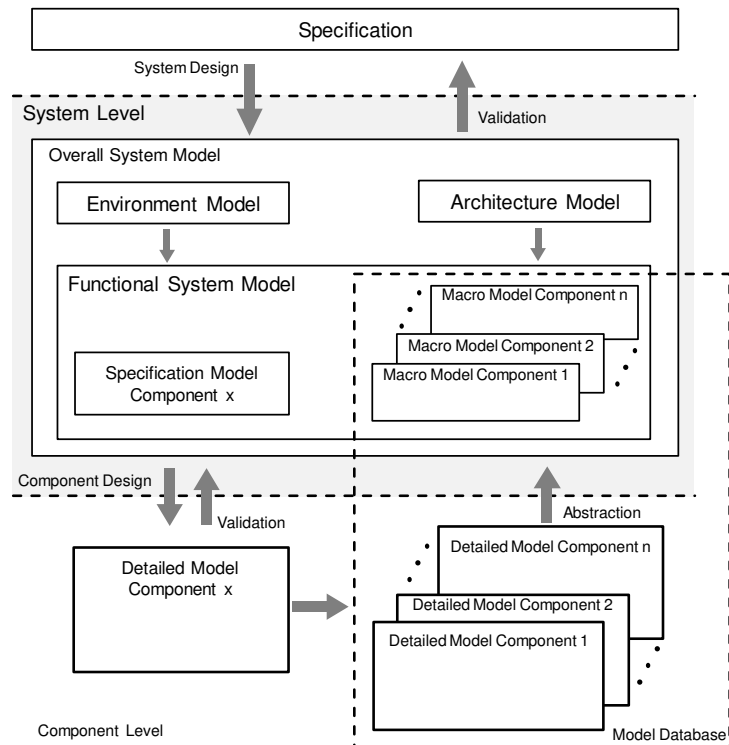 Specification
System Design
Validation
System Level
Overall System Model
Environment Model
Architecture Model
Functional System Model
Macro Model Component n
Macro Model Component 2
Macro Model Component 1
Specification Model
Component x
Component Design
Validation
Abstraction
Detailed Model
Component x
Detailed Model Component n
Detailed Model Component 2
Detailed Model Component 1
Component Level
Model Database